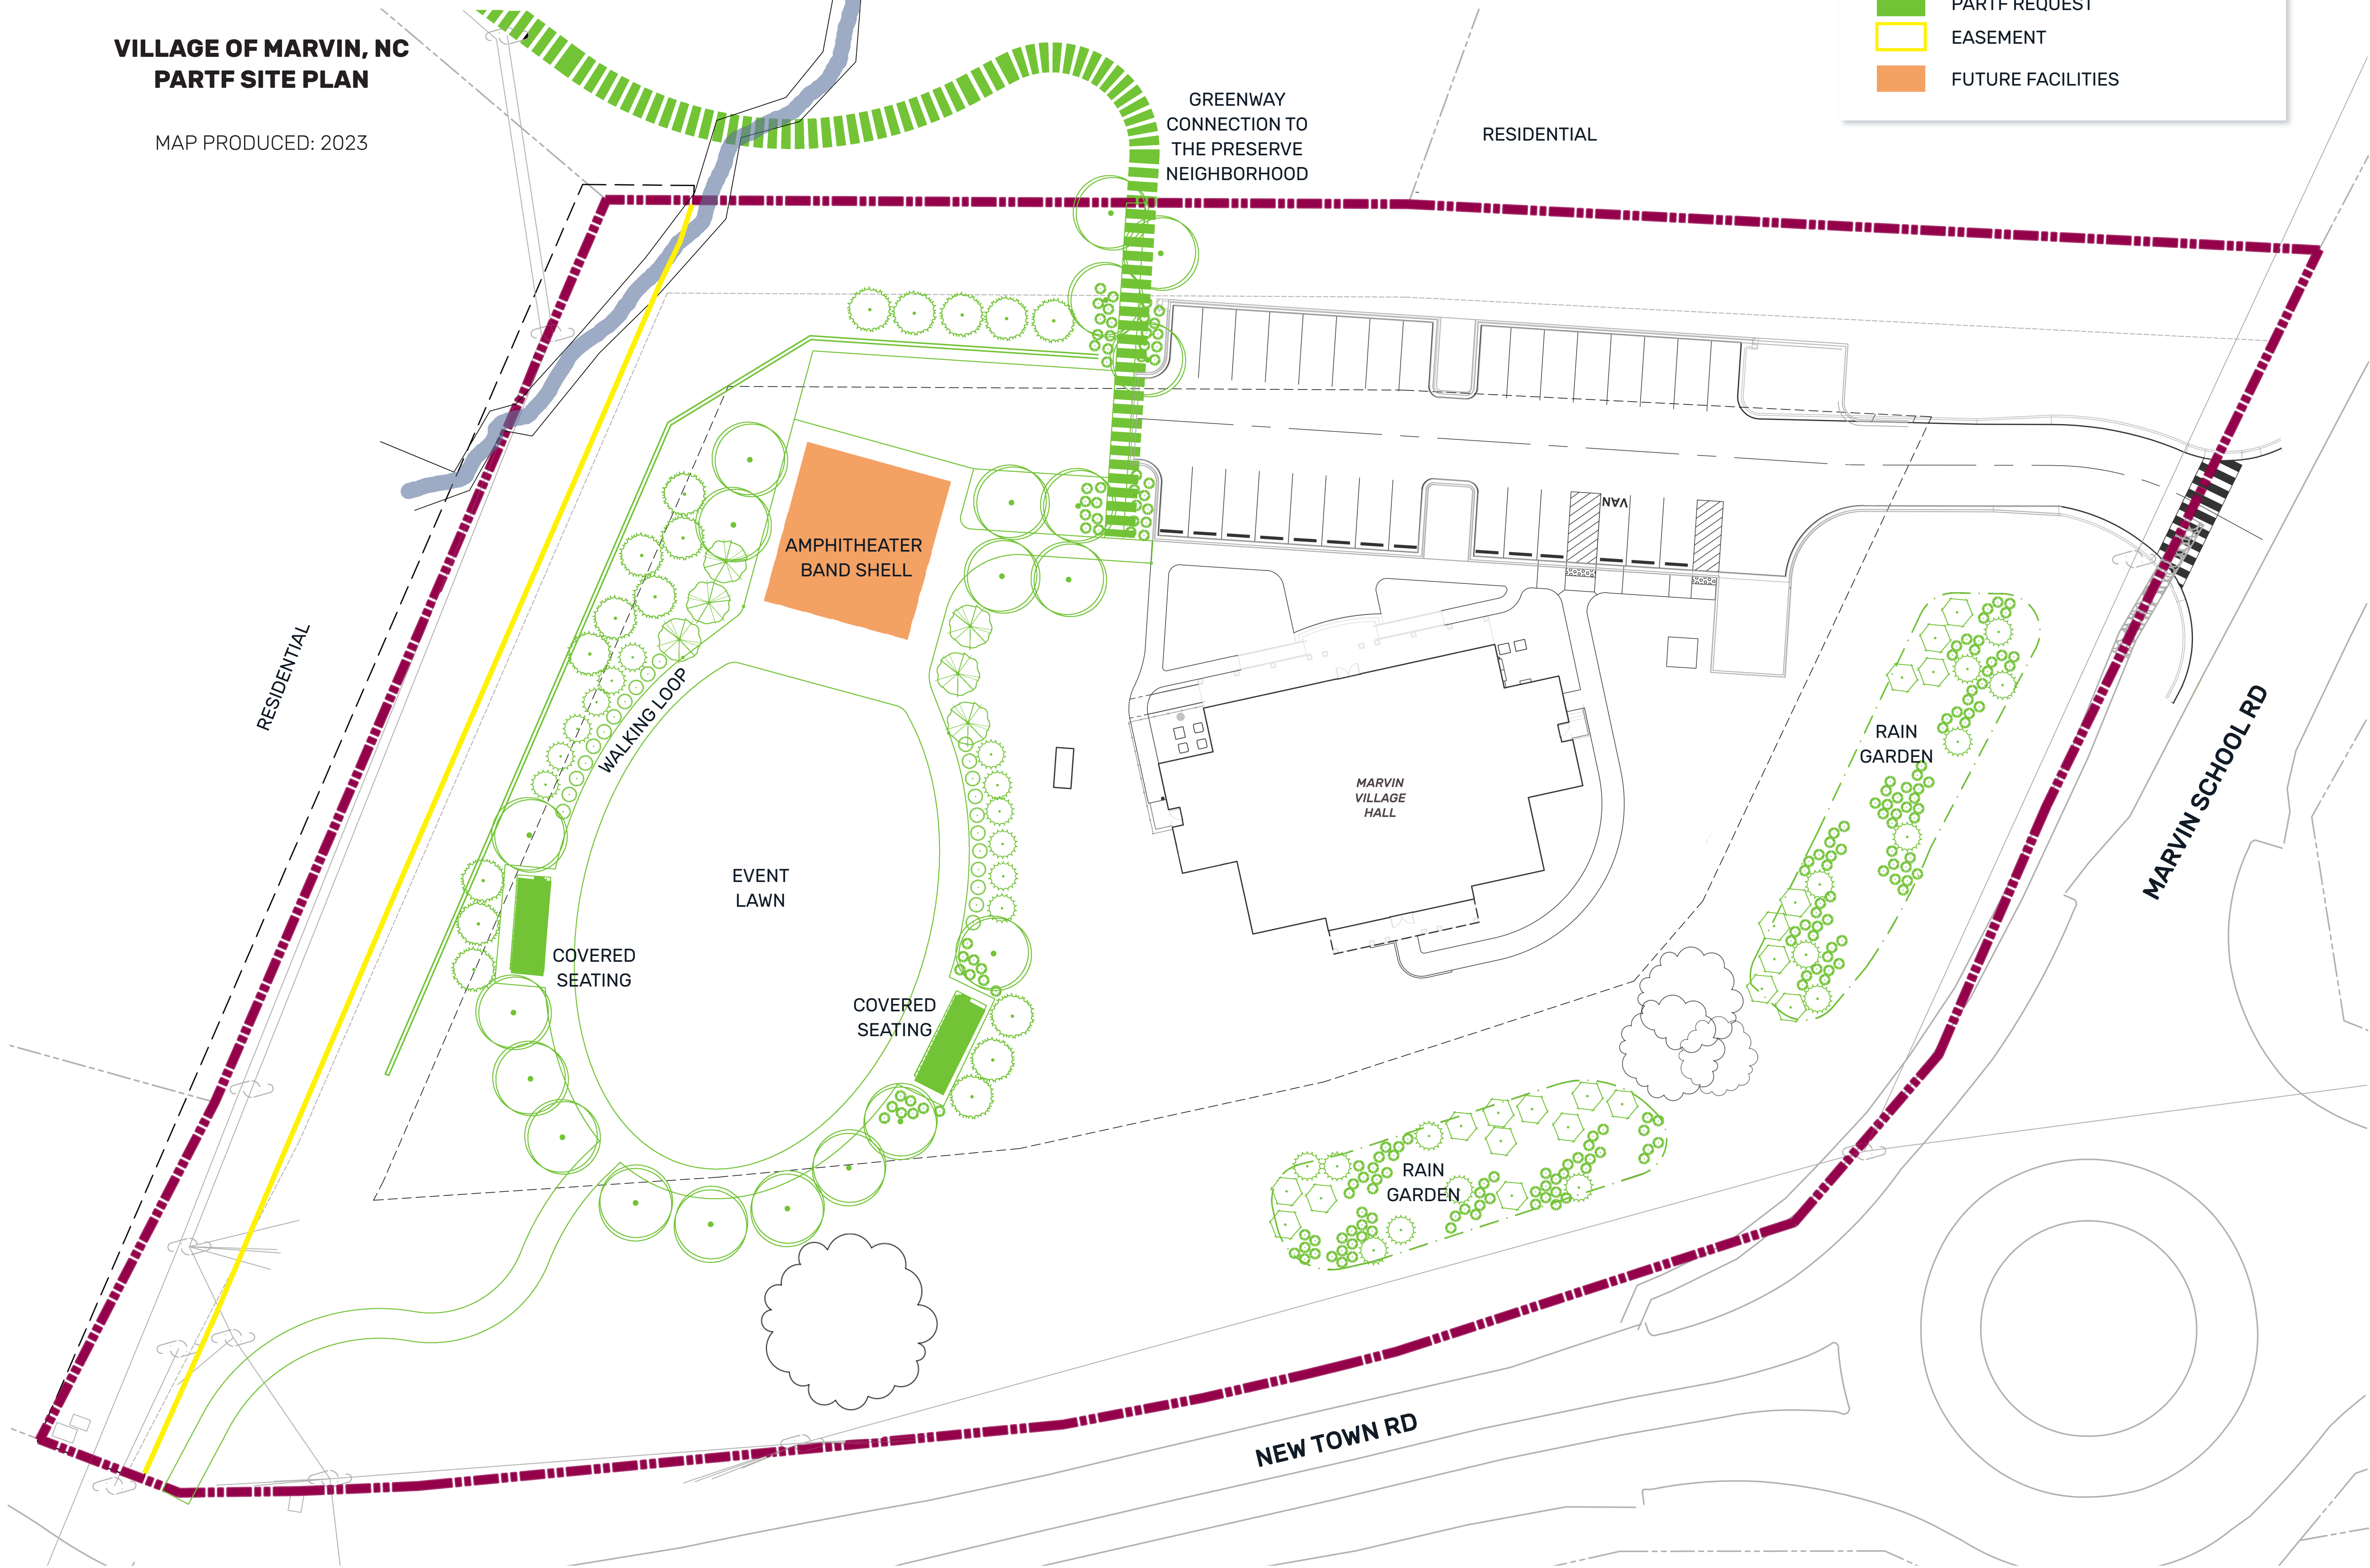 VILLAGE OF MARVIN, NC
PARTF SITE PLAN
MAP PRODUCED: 2023
PARTF REQUEST
EASEMENT
FUTURE FACILITIES
GREENWAY
CONNECTION TO
THE PRESERVE
NEIGHBORHOOD
RESIDENTIAL
VAN
AMPHITHEATER
BAND SHELL
RESIDENTIAL
WALKING LOOP
RAIN
GARDEN
MARVIN SCHOOL RD
MARVIN
VILLAGE
HALL
EVENT
LAWN
COVERED
SEATING
COVERED
SEATING
RAIN
GARDEN
NEW TOWN RD